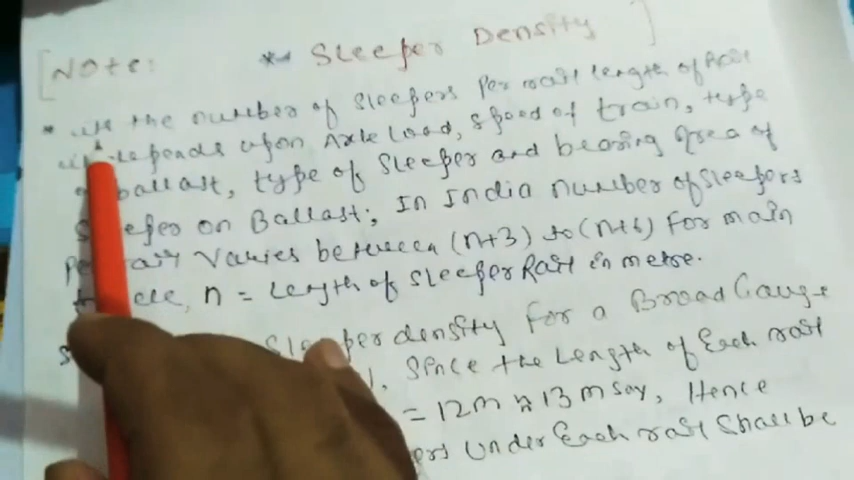 [Note: ** Sleeper Density ]
* it's the number of sleepers per rail length of Rail
it depends upon Axle load, speed of train, type
ballast, type of sleeper and bearing area of
on Ballast; In India number of sleepers
varies between (n+3) to (n+6) for main
n = Length of sleeper Rail in metre.
Sleeper density for a Broad Gauge
Since the length of Each rail
= 12m ≈ 13m say, Hence
under Each rail shall be